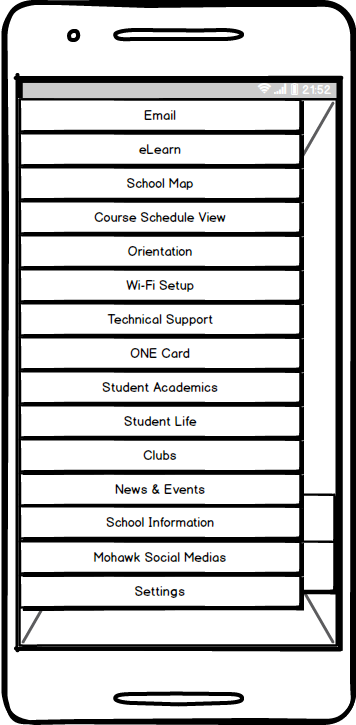 21:52
Email
eLearn
School Map
Course Schedule View
Orientation
Wi-Fi Setup
Technical Support
ONE Card
Student Academics
Student Life
Clubs
News & Events
School Information
Mohawk Social Medias
Settings